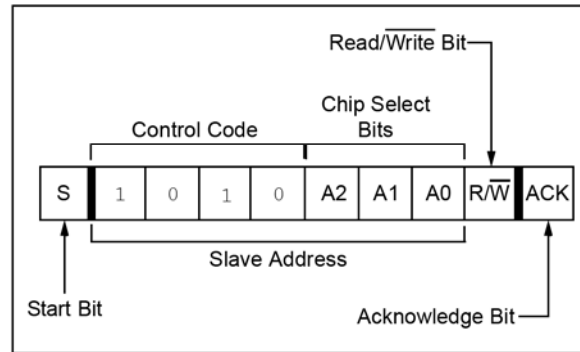 Read/Write Bit
Chip Select
Control Code Bits
S 1 0 1 0 A2 A1 A0 R/W ACK
Slave Address
Start Bit
Acknowledge Bit